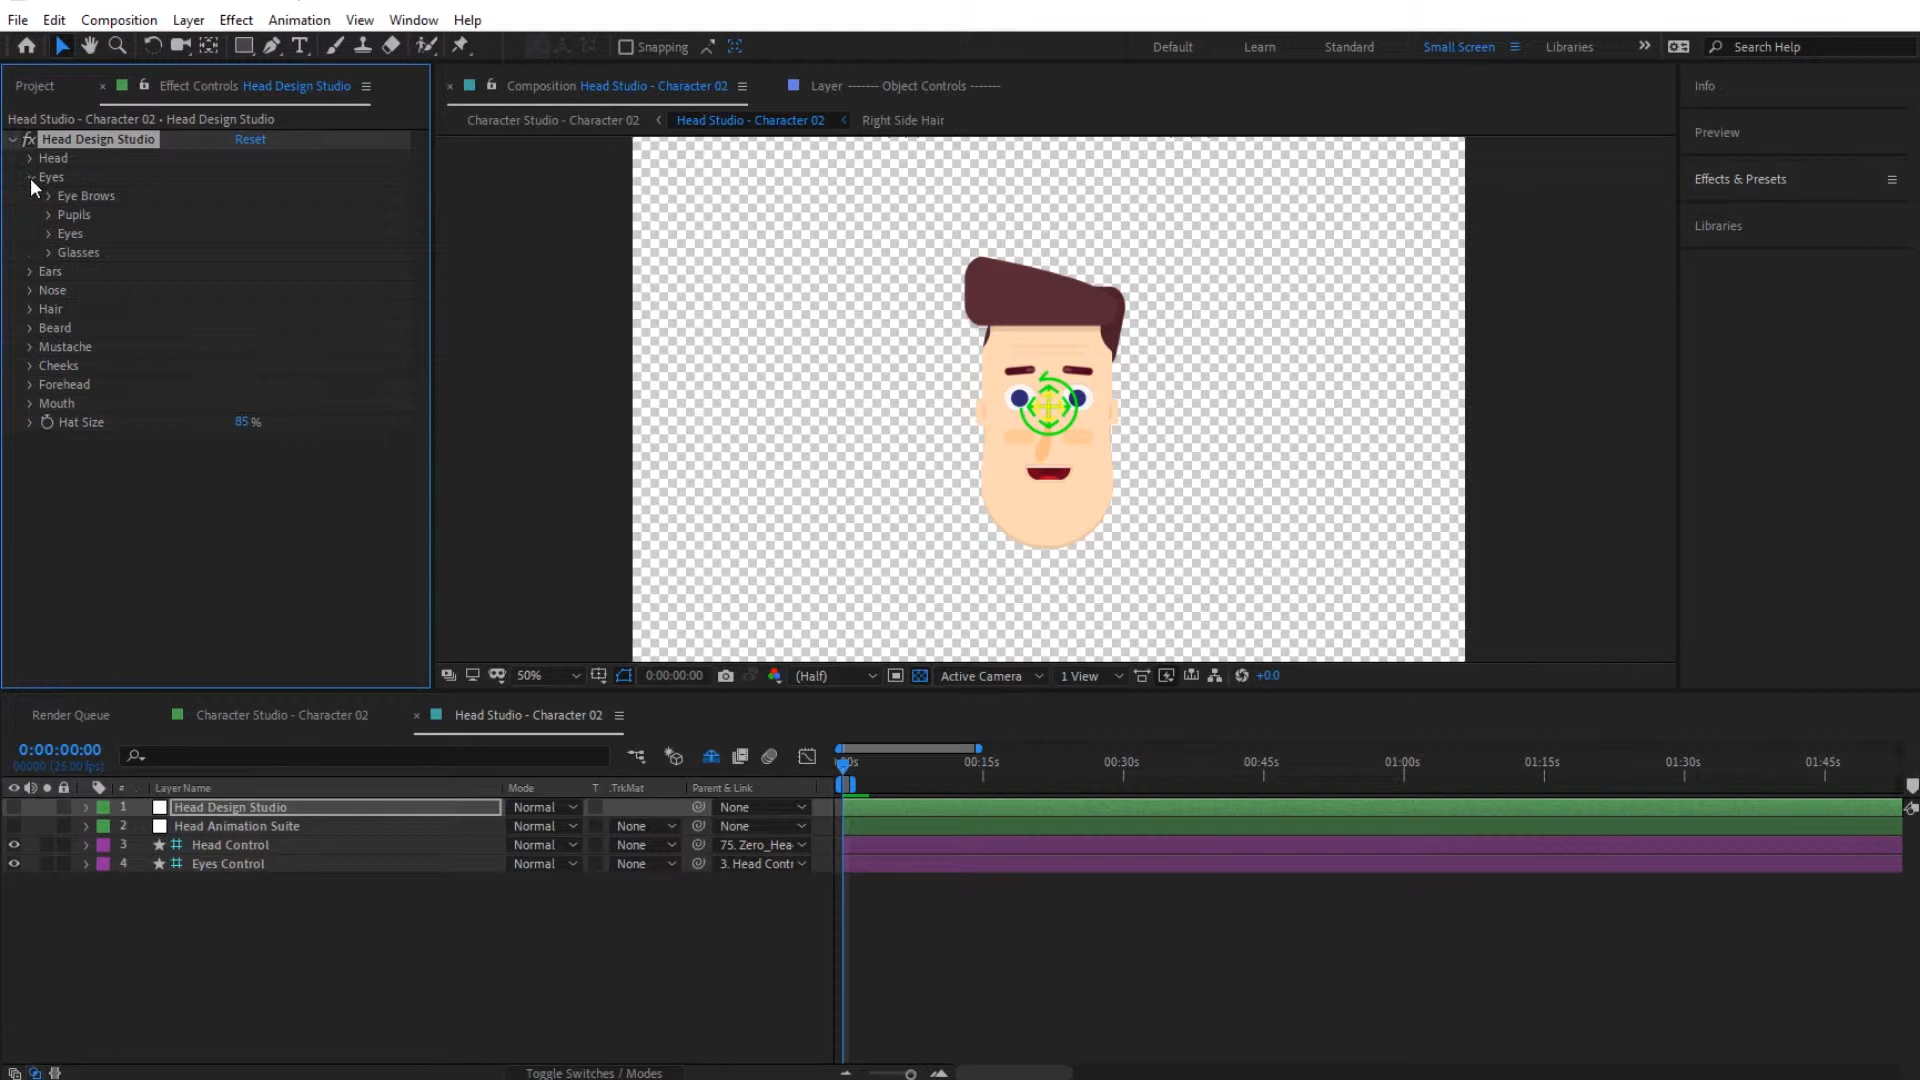 File Edit Composition Layer Effect Animation View Window Help
Snapping Default Learn Standard Small Screen Libraries Search Help
Project Effect Controls Head Design Studio Composition Head Studio - Character 02 Layer ------- Object Controls -------
Head Studio - Character 02 • Head Design Studio Character Studio - Character 02 Head Studio - Character 02 Right Side Hair
fx Head Design Studio Reset
Head
Eyes
Eye Brows
Pupils
Eyes
Glasses
Ears
Nose
Hair
Beard
Mustache
Cheeks
Forehead
Mouth
Hat Size 85 %
Info
Preview
Effects & Presets
Libraries
50% 0:00:00:00 (Half) Active Camera 1 View +0.0
Render Queue Character Studio - Character 02 Head Studio - Character 02
0:00:00:00
00000 (25.00 fps)
00:15s 00:30s 00:45s 01:00s 01:15s 01:30s 01:45s
# Layer Name Mode T .TrkMat Parent & Link
1 Head Design Studio Normal None
2 Head Animation Suite Normal None None
3 Head Control Normal None 75. Zero_Hea
4 Eyes Control Normal None 3. Head Contr
Toggle Switches / Modes